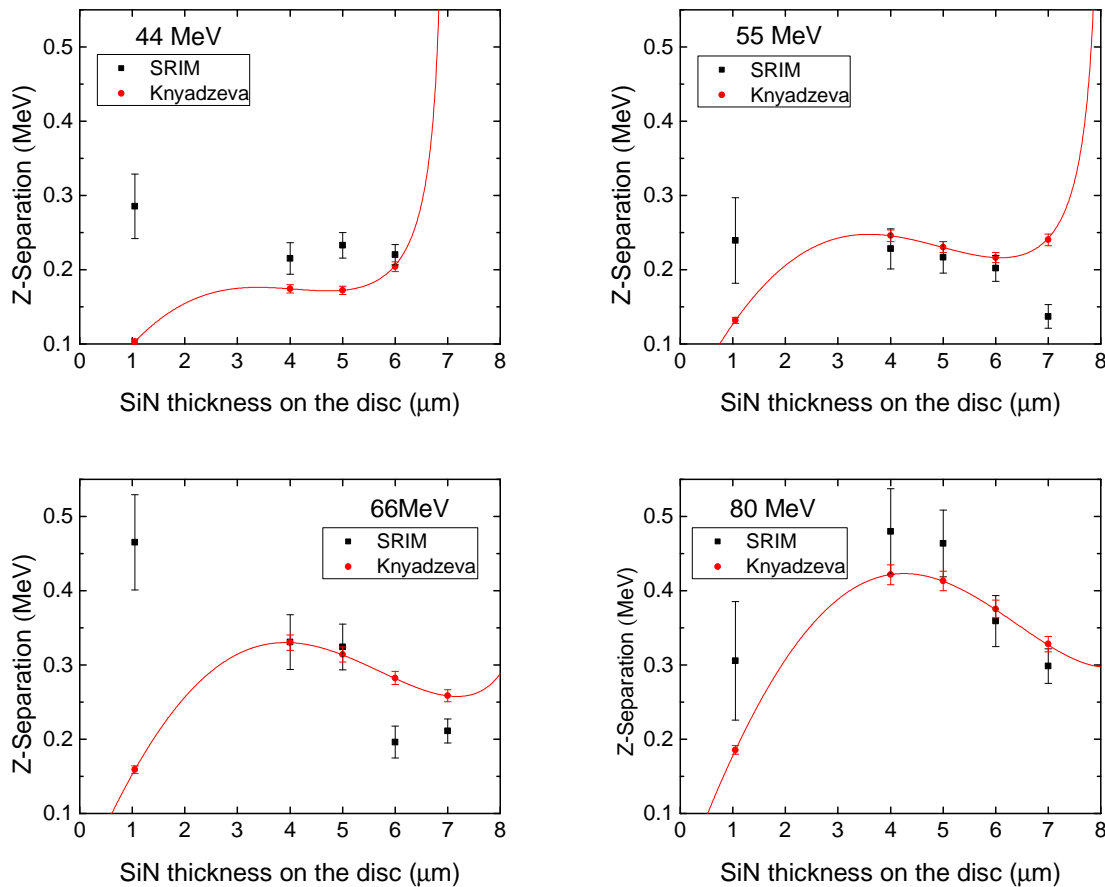 44 MeV
SRIM
Knyadzeva
Z-Separation (MeV)
0.5
0.4
0.3
0.2
0.1
0 1 2 3 4 5 6 7 8
SiN thickness on the disc (μm)
55 MeV
SRIM
Knyadzeva
Z-Separation (MeV)
0.5
0.4
0.3
0.2
0.1
0 1 2 3 4 5 6 7 8
SiN thickness on the disc (μm)
66MeV
SRIM
Knyadzeva
Z-Separation (MeV)
0.5
0.4
0.3
0.2
0.1
0 1 2 3 4 5 6 7 8
SiN thickness on the disc (μm)
80 MeV
SRIM
Knyadzeva
Z-Separation (MeV)
0.5
0.4
0.3
0.2
0.1
0 1 2 3 4 5 6 7 8
SiN thickness on the disc (μm)